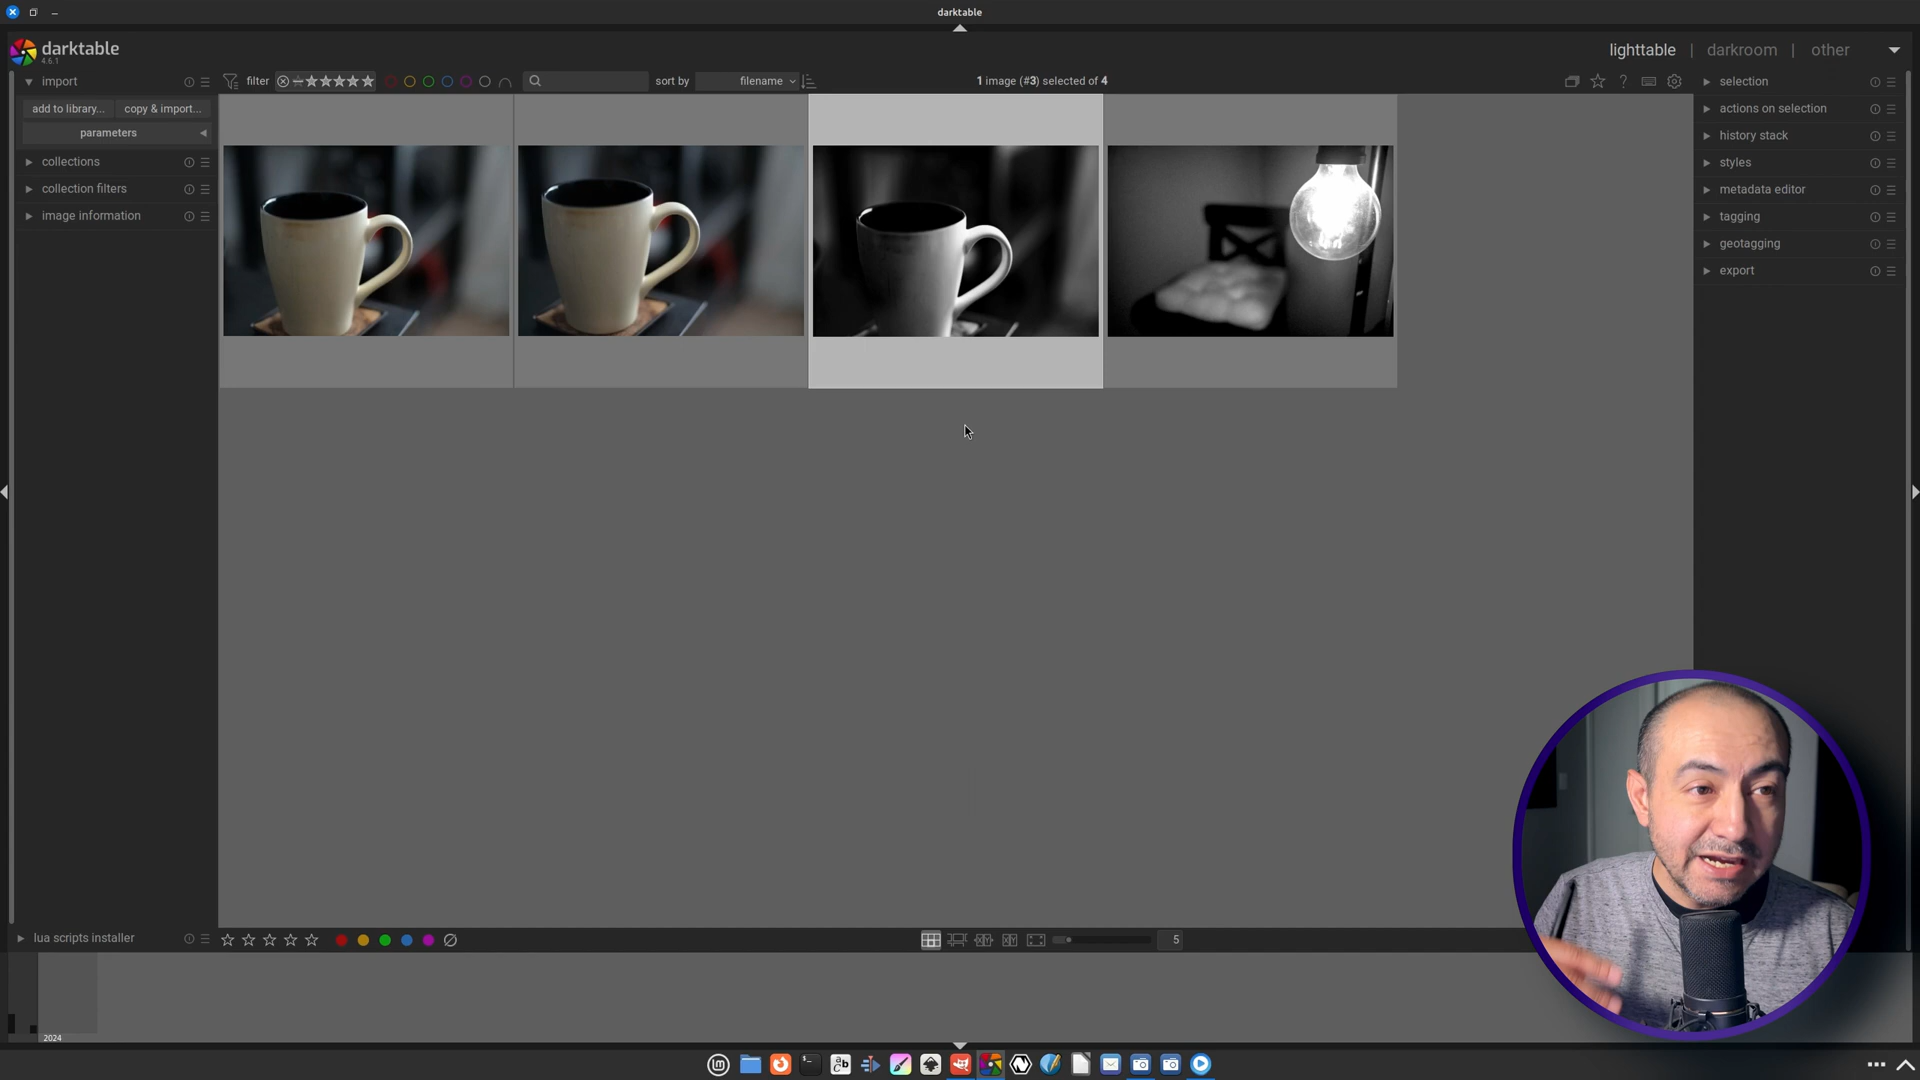 darktable
darktable
4.6.1
lighttable | darkroom | other
import
filter
sort by
filename
1 image (#3) selected of 4
selection
add to library...
copy & import...
actions on selection
parameters
history stack
collections
styles
collection filters
metadata editor
image information
tagging
geotagging
export
lua scripts installer
5
2024